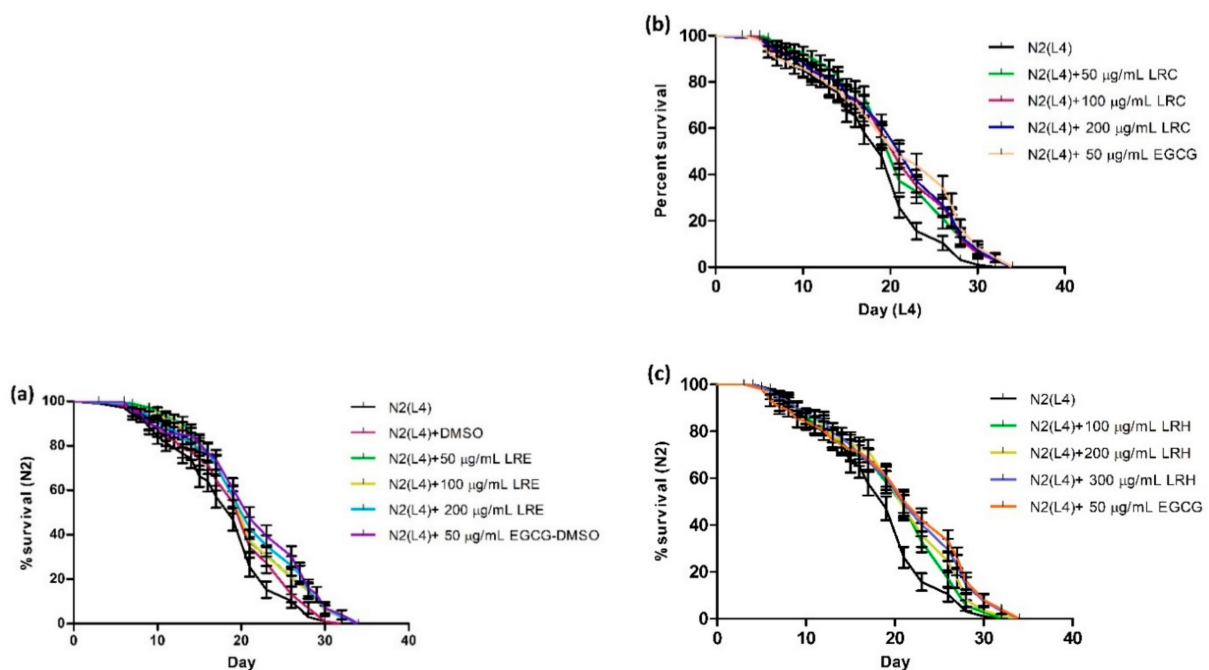 (b)
Percent survival
100
80
60
40
20
0
0 10 20 30 40
Day (L4)
N2(L4)
N2(L4)+50 µg/mL LRC
N2(L4)+100 µg/mL LRC
N2(L4)+ 200 µg/mL LRC
N2(L4)+ 50 µg/mL EGCG
(a)
% survival (N2)
100
80
60
40
20
0
0 10 20 30 40
Day
N2(L4)
N2(L4)+DMSO
N2(L4)+50 µg/mL LRE
N2(L4)+100 µg/mL LRE
N2(L4)+ 200 µg/mL LRE
N2(L4)+ 50 µg/mL EGCG-DMSO
(c)
% survival (N2)
100
80
60
40
20
0
0 10 20 30 40
Day
N2(L4)
N2(L4)+100 µg/mL LRH
N2(L4)+200 µg/mL LRH
N2(L4)+ 300 µg/mL LRH
N2(L4)+ 50 µg/mL EGCG